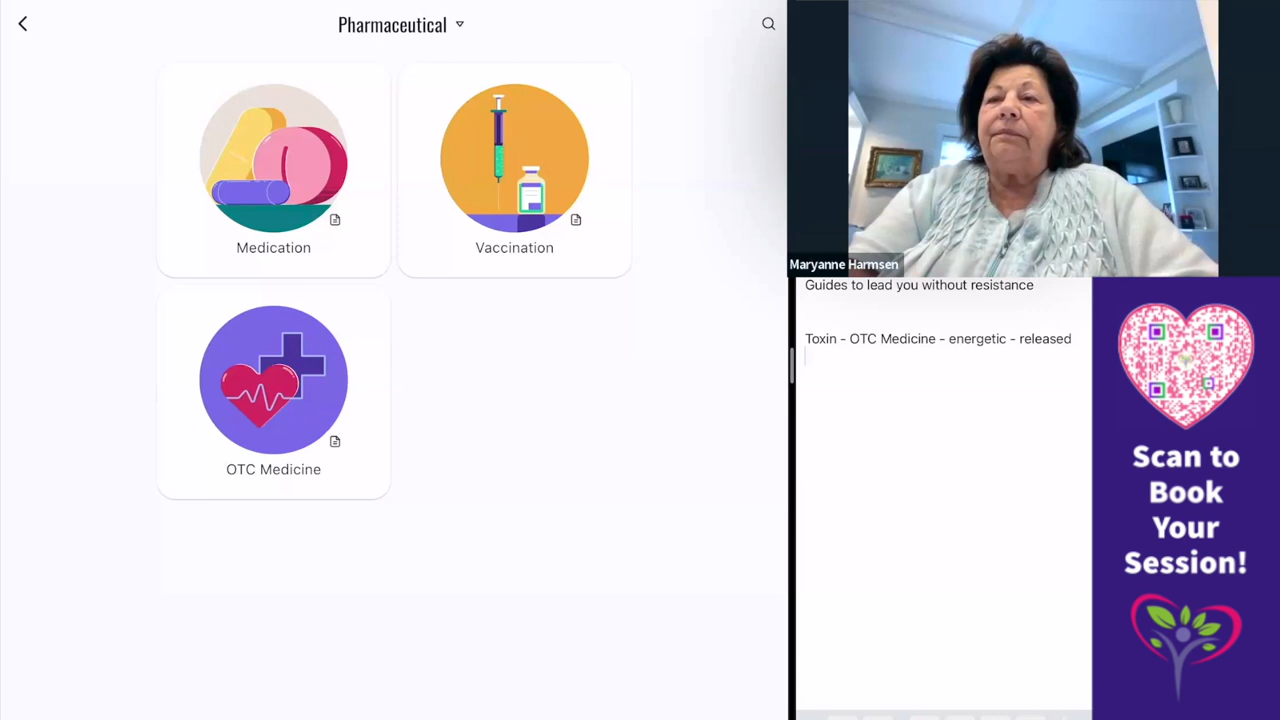 Pharmaceutical
Medication
Vaccination
OTC Medicine
Maryanne Harmsen
Guides to lead you without resistance
Toxin - OTC Medicine - energetic - released
Scan to
Book
Your
Session!